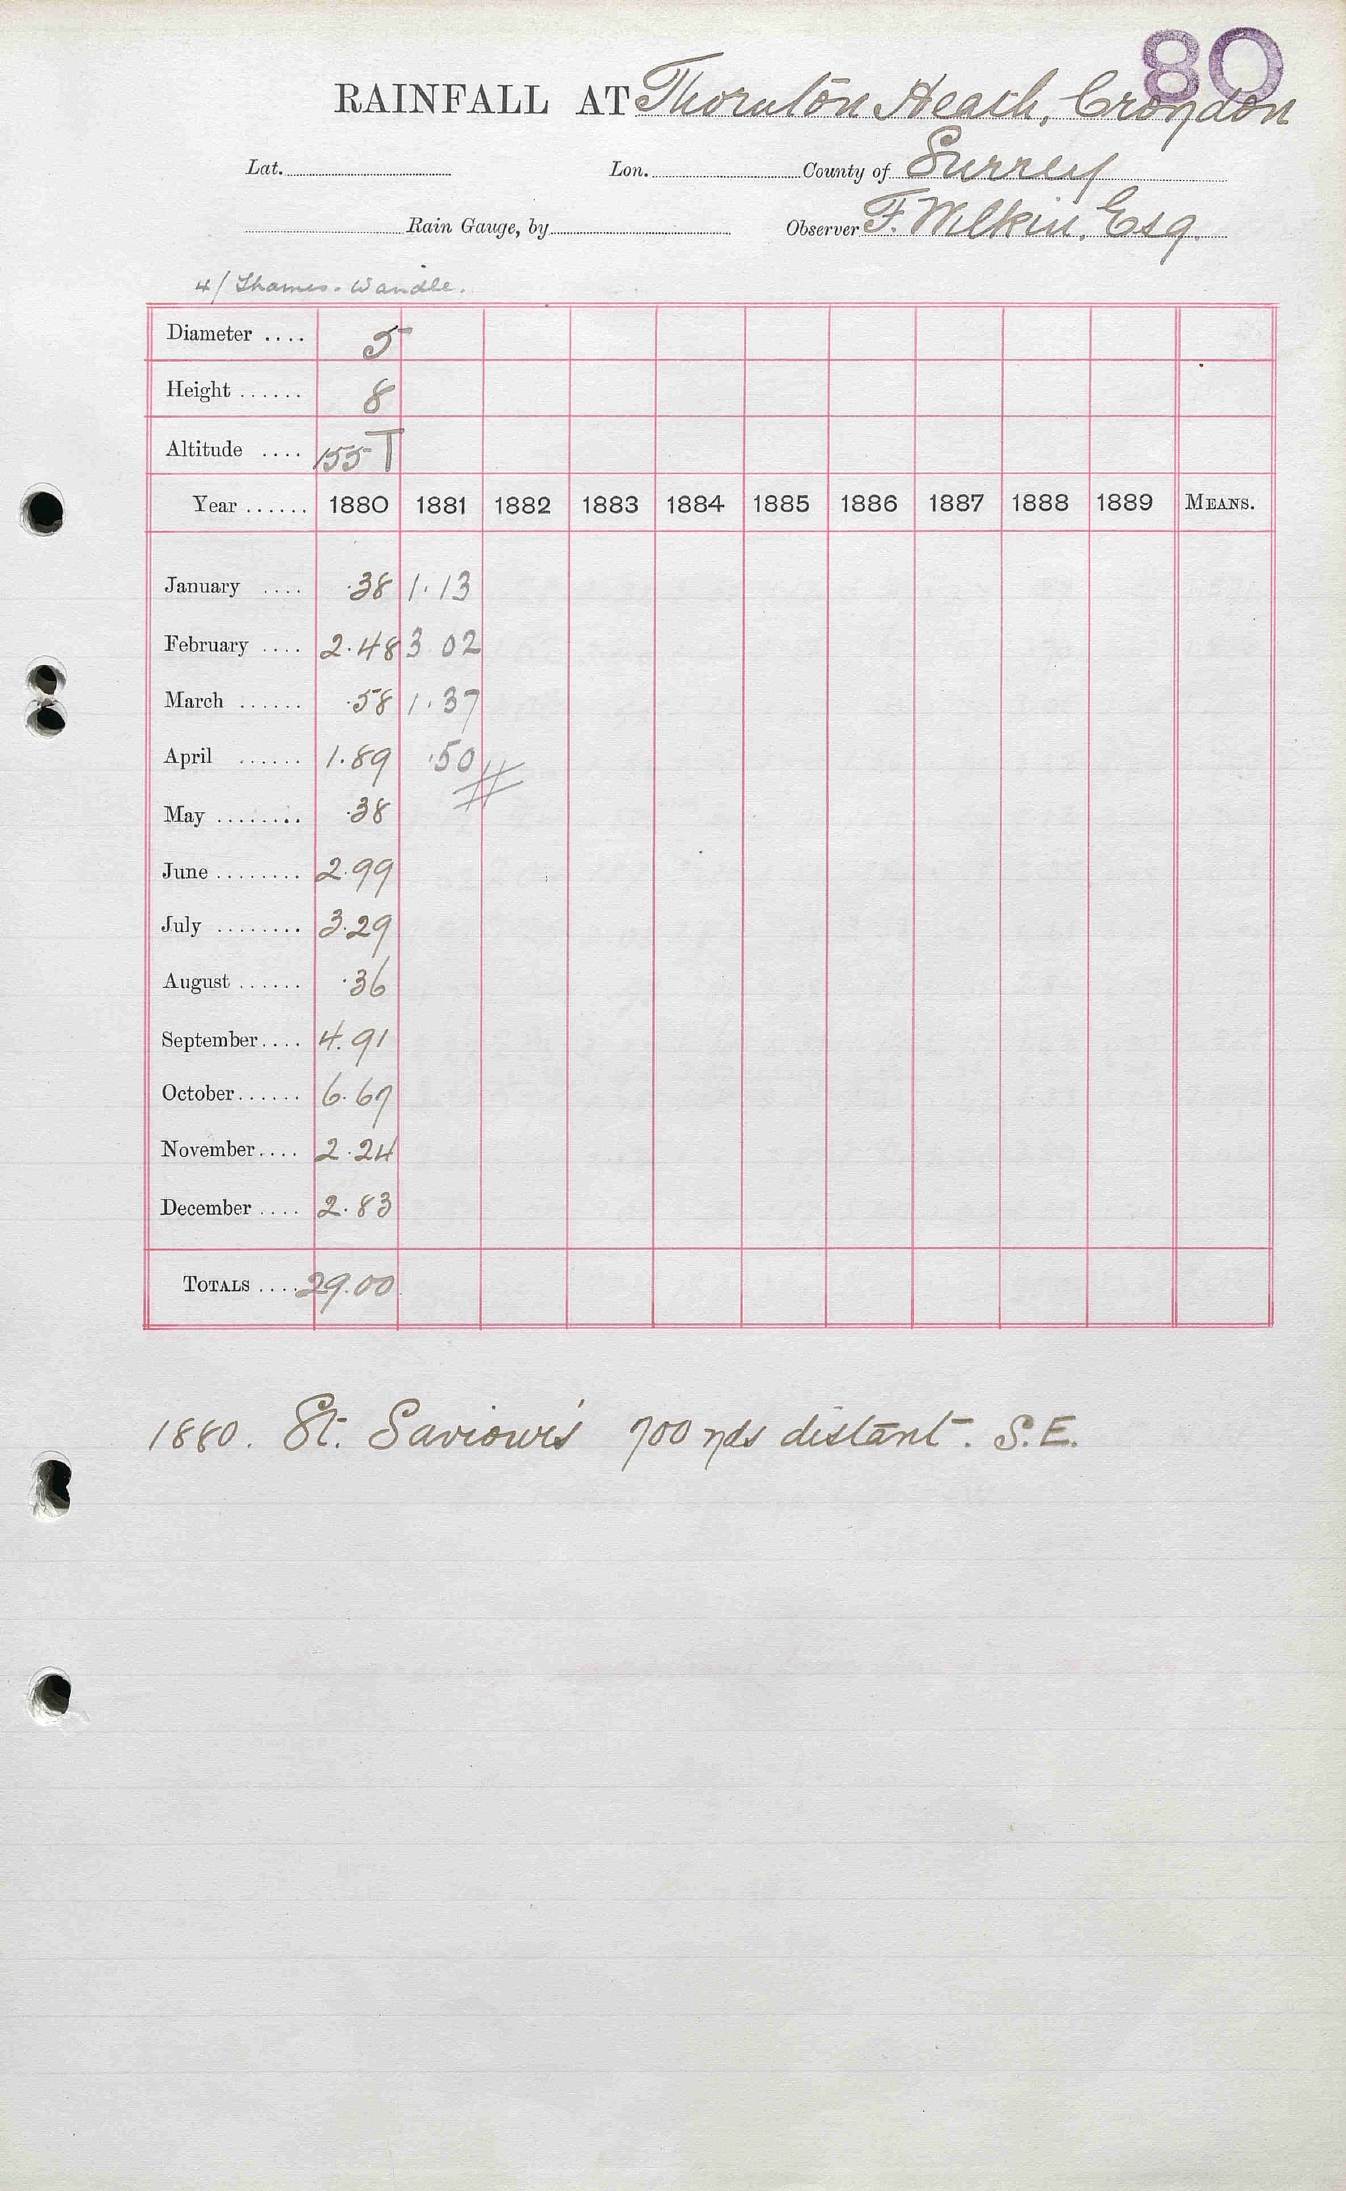 80
RAINFALL AT Thornton Heath, Croydon
Lat. Lon. County of Surrey
Rain Gauge, by Observer F. Wilkin, Esq.
4/ Thames. Wandle.
Diameter .... 5
Height ...... 8
Altitude .... 155 T
Year ...... 1880 1881 1882 1883 1884 1885 1886 1887 1888 1889 MEANS.
January .... .38 1.13
February .... 2.48 3 02
March ...... .58 1.37
April ...... 1.89 .50
May ........ .38
June ........ 2.99
July ........ 3.29
August ...... .36
September .... 4.91
October ...... 6.67
November .... 2.24
December .... 2.83
TOTALS .... 29.00
1880. St. Saviour's 700 yds distant. S.E.